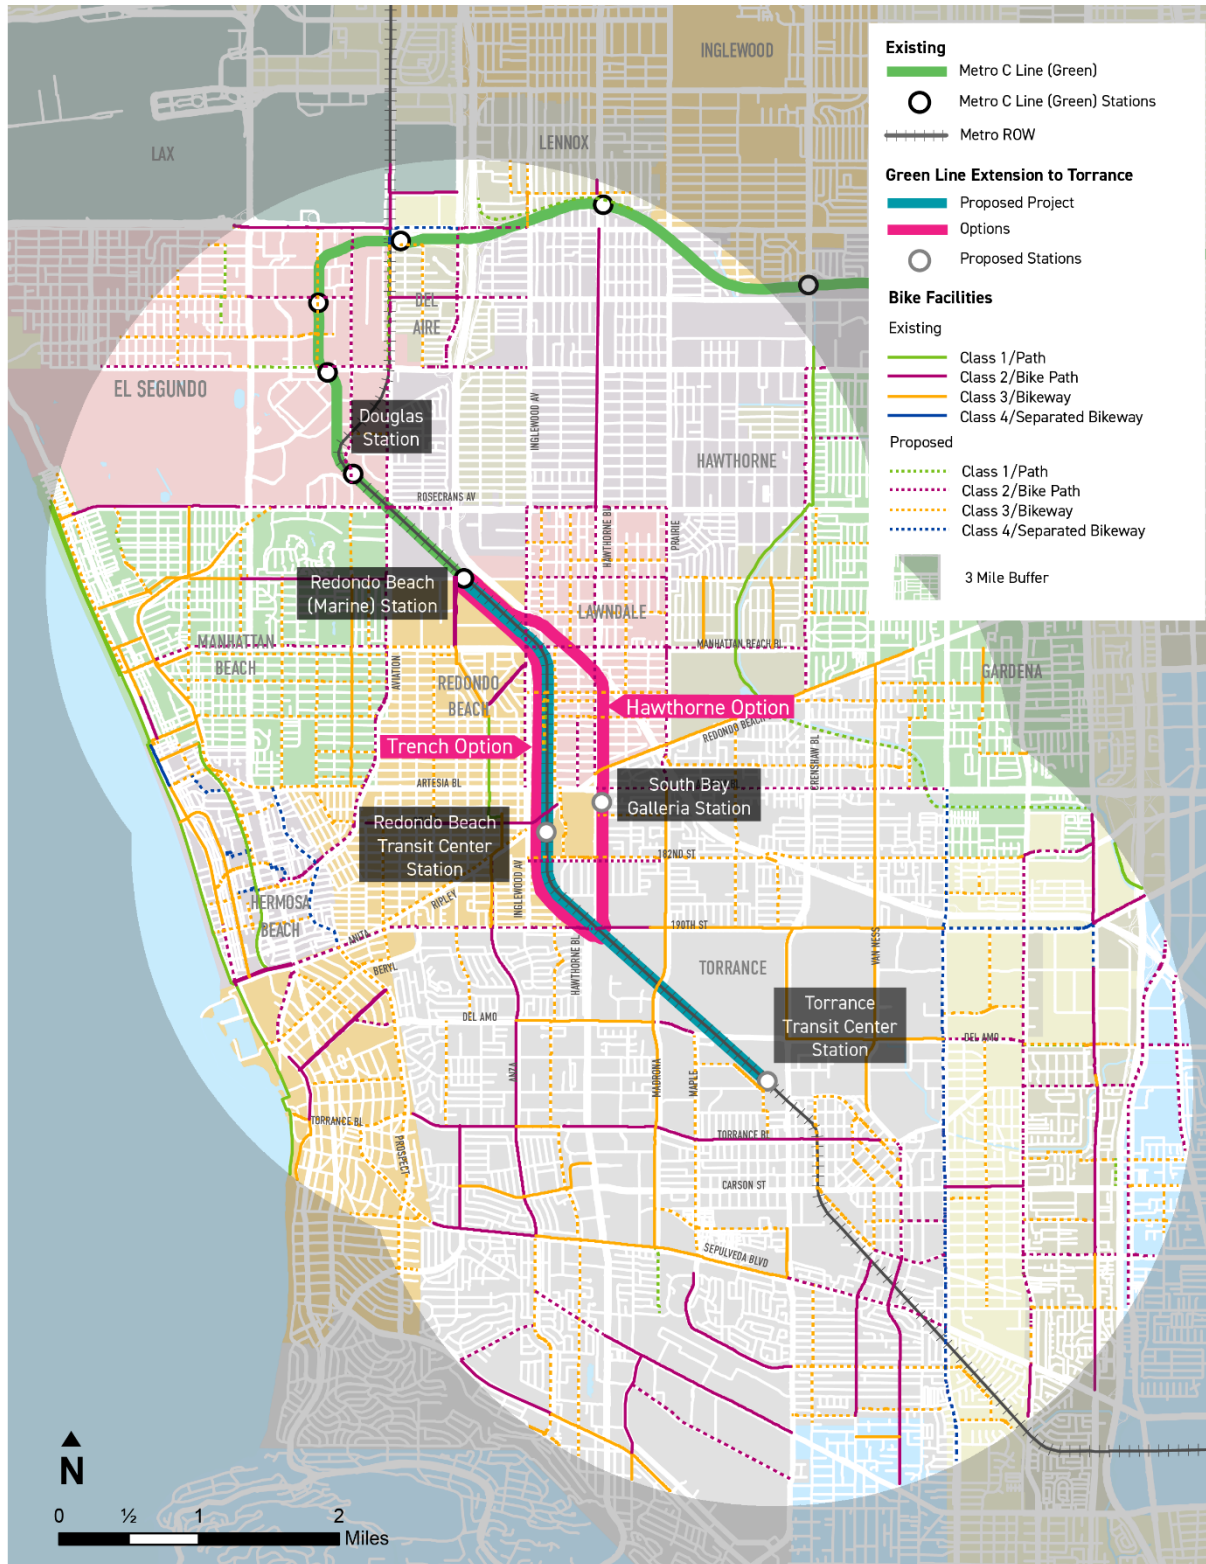 INGLEWOOD
LENNOX
LAX
Existing
Metro C Line (Green)
Metro C Line (Green) Stations
Metro ROW
Green Line Extension to Torrance
Proposed Project
Options
Proposed Stations
Bike Facilities
Existing
Class 1/Path
Class 2/Bike Path
Class 3/Bikeway
Class 4/Separated Bikeway
Proposed
Class 1/Path
Class 2/Bike Path
Class 3/Bikeway
Class 4/Separated Bikeway
3 Mile Buffer
DEL
AIRE
EL SEGUNDO
Douglas
Station
INGLEWOOD AV
HAWTHORNE
ROSECRANS AV
HAWTHORNE BL
PRAIRIE
Redondo Beach
(Marine) Station
LAWNDALE
MANHATTAN
BEACH
MANHATTAN BEACH BL
AVIATION
REDONDO
BEACH
GARDENA
Hawthorne Option
REDONDO BEACH
Trench Option
CRENSHAW BL
ARTESIA BL
BL
South Bay
Galleria Station
Redondo Beach
Transit Center
Station
182ND ST
INGLEWOOD AV
RIPLEY
HERMOSA
BEACH
190TH ST
ANITA
HAWTHORNE BL
VAN NESS
BERYL
TORRANCE
DEL AMO
Torrance
Transit Center
Station
DEL AMO
ANZA
MADRONA
MAPLE
TORRANCE BL
TORRANCE BL
PROSPECT
CARSON ST
SEPULVEDA BLVD
N
0 ½ 1 2
Miles